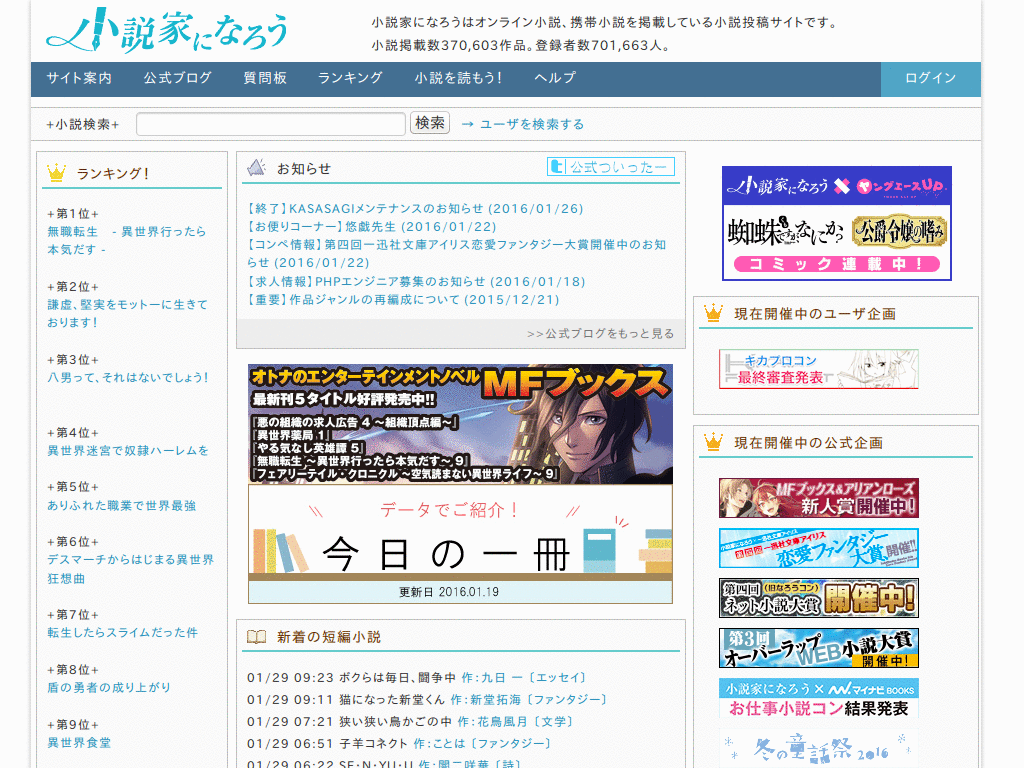 小説家になろう
小説家になろうはオンライン小説、携帯小説を掲載している小説投稿サイトです。
小説掲載数370,603作品。登録者数701,663人。
サイト案内 公式ブログ 質問板 ランキング 小説を読もう！ ヘルプ ログイン
+小説検索+ 検索 → ユーザを検索する
ランキング！
+第1位+
無職転生　- 異世界行ったら
本気だす -
+第2位+
謙虚、堅実をモットーに生きて
おります！
+第3位+
八男って、それはないでしょう！
+第4位+
異世界迷宮で奴隷ハーレムを
+第5位+
ありふれた職業で世界最強
+第6位+
デスマーチからはじまる異世界
狂想曲
+第7位+
転生したらスライムだった件
+第8位+
盾の勇者の成り上がり
+第9位+
異世界食堂
お知らせ
公式ついったー
【終了】KASASAGIメンテナンスのお知らせ (2016/01/26)
【お便りコーナー】悠戯先生 (2016/01/22)
【コンペ情報】第四回一迅社文庫アイリス恋愛ファンタジー大賞開催中のお知
らせ (2016/01/22)
【求人情報】PHPエンジニア募集のお知らせ (2016/01/18)
【重要】作品ジャンルの再編成について (2015/12/21)
>>公式ブログをもっと見る
オトナのエンターテインメントノベル MFブックス
最新刊5タイトル好評発売中!!
『悪の組織の求人広告 4 ～組織頂点編～』
『異世界薬局 1』
『やる気なし英雄譚 5』
『無職転生 ～異世界行ったら本気だす～ 9』
『フェアリーテイル・クロニクル ～空気読まない異世界ライフ～ 9』
データでご紹介！
今日の一冊
更新日 2016.01.19
新着の短編小説
01/29 09:23 ボクらは毎日、闘争中 作：九日 一 〔エッセイ〕
01/29 09:11 猫になった新堂くん 作：新堂拓海 〔ファンタジー〕
01/29 07:21 狭い狭い鳥かごの中 作：花鳥風月 〔文学〕
01/29 06:51 子羊コネクト 作：ことは 〔ファンタジー〕
01/29 06:22 SE・N・YU・U 作：闇二咲華 〔詩〕
小説家になろう × ヤングエースUP
蜘蛛ですが、なにか？ 公爵令嬢の嗜み
コミック連載中！
現在開催中のユーザ企画
キカプロコン
最終審査発表
現在開催中の公式企画
MFブックス&アリアンローズ
新人賞開催中！
第四回 一迅社文庫アイリス
恋愛ファンタジー大賞、開催!!
第四回 (旧なろうコン)
ネット小説大賞 開催中！
第3回
オーバーラップWEB小説大賞
開催中！
小説家になろう × マイナビ BOOKS
お仕事小説コン結果発表
冬の童話祭 2016